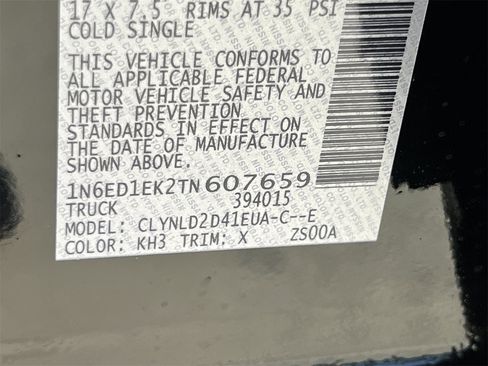 17 X 7.5 RIMS AT 35 PSI
COLD SINGLE
THIS VEHICLE CONFORMS TO
ALL APPLICABLE FEDERAL
MOTOR VEHICLE SAFETY AND
THEFT PREVENTION
STANDARDS IN EFFECT ON
THE DATE OF MANUFACTURE
SHOWN ABOVE.
1N6ED1EK2TN607659
TRUCK 394015
MODEL: CLYNLD2D41EUA-C--E
COLOR: KH3 TRIM: X ZS00A